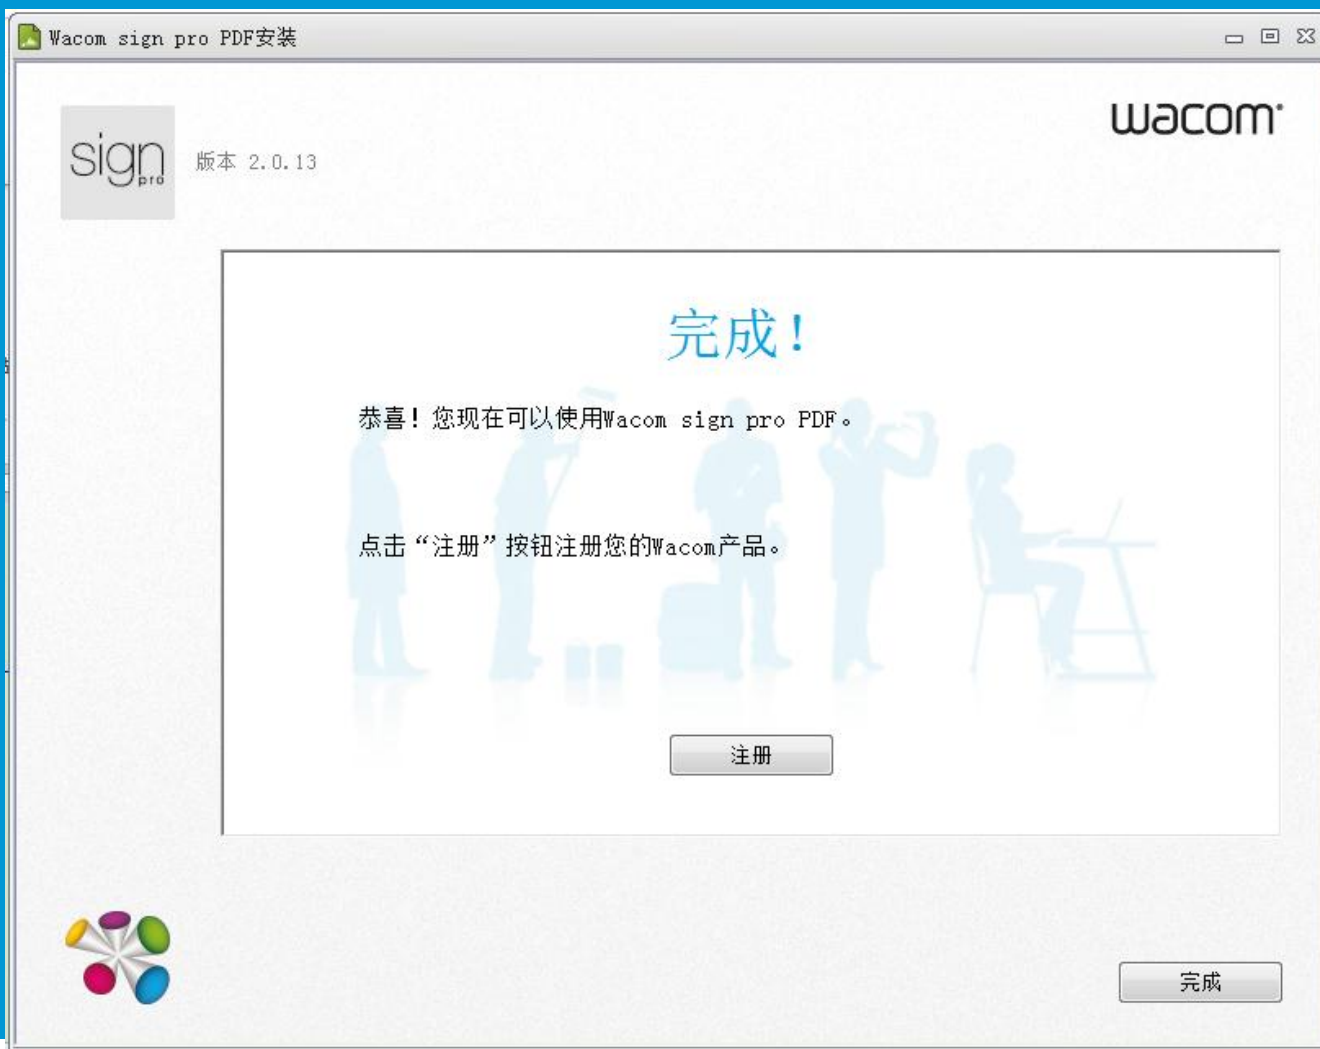 Wacom sign pro PDF安装
wacom
sign pro
版本 2.0.13
完成！
恭喜！您现在可以使用Wacom sign pro PDF。
点击“注册”按钮注册您的Wacom产品。
注册
完成